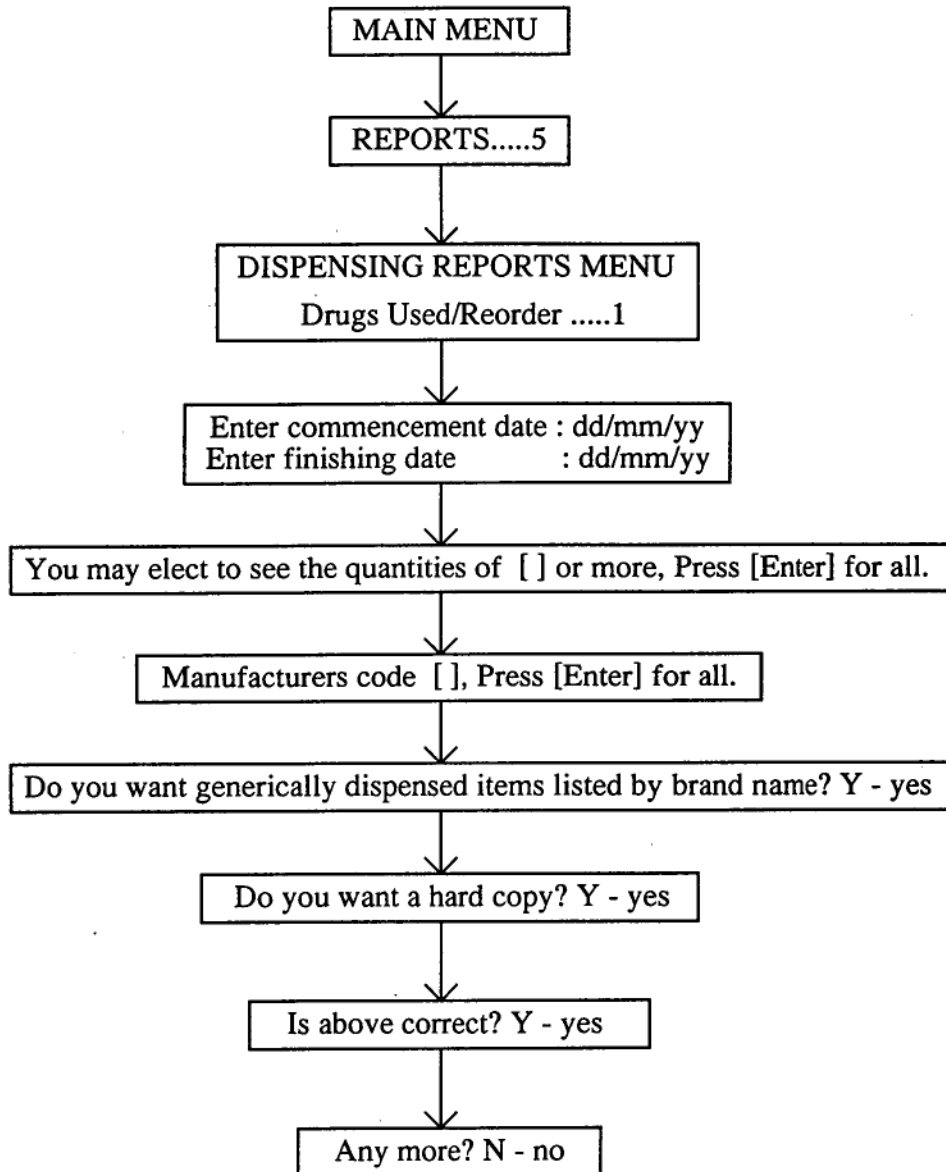 MAIN MENU
REPORTS.....5
DISPENSING REPORTS MENU
Drugs Used/Reorder .....1
Enter commencement date : dd/mm/yy
Enter finishing date : dd/mm/yy
You may elect to see the quantities of [ ] or more, Press [Enter] for all.
Manufacturers code [ ], Press [Enter] for all.
Do you want generically dispensed items listed by brand name? Y - yes
Do you want a hard copy? Y - yes
Is above correct? Y - yes
Any more? N - no